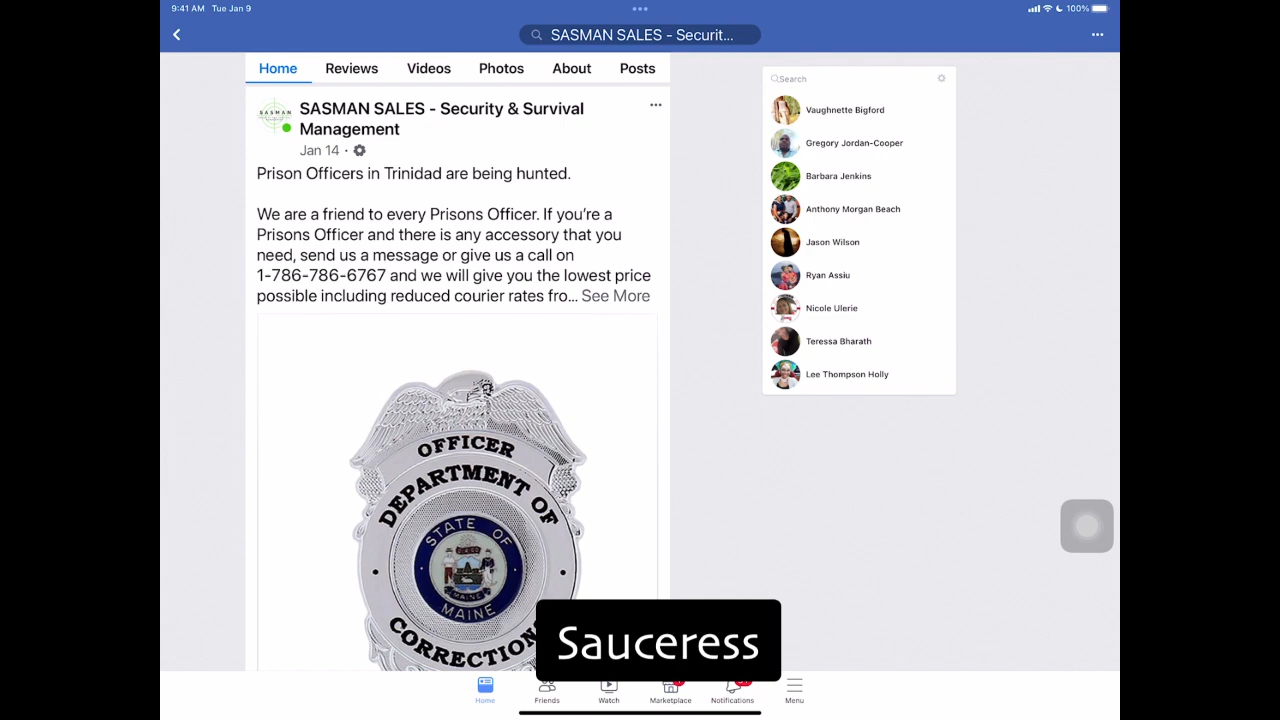 9:41 AM Tue Jan 9
100%
SASMAN SALES - Securit...
Home Reviews Videos Photos About Posts
SASMAN SALES - Security & Survival
Management
Jan 14
Prison Officers in Trinidad are being hunted.
We are a friend to every Prisons Officer. If you’re a
Prisons Officer and there is any accessory that you
need, send us a message or give us a call on
1-786-786-6767 and we will give you the lowest price
possible including reduced courier rates fro... See More
OFFICER
DEPARTMENT OF
STATE OF
MAINE
CORRECTION
Search
Vaughnette Bigford
Gregory Jordan-Cooper
Barbara Jenkins
Anthony Morgan Beach
Jason Wilson
Ryan Assiu
Nicole Ulerie
Teressa Bharath
Lee Thompson Holly
Sauceress
Home Friends Watch Marketplace Notifications Menu